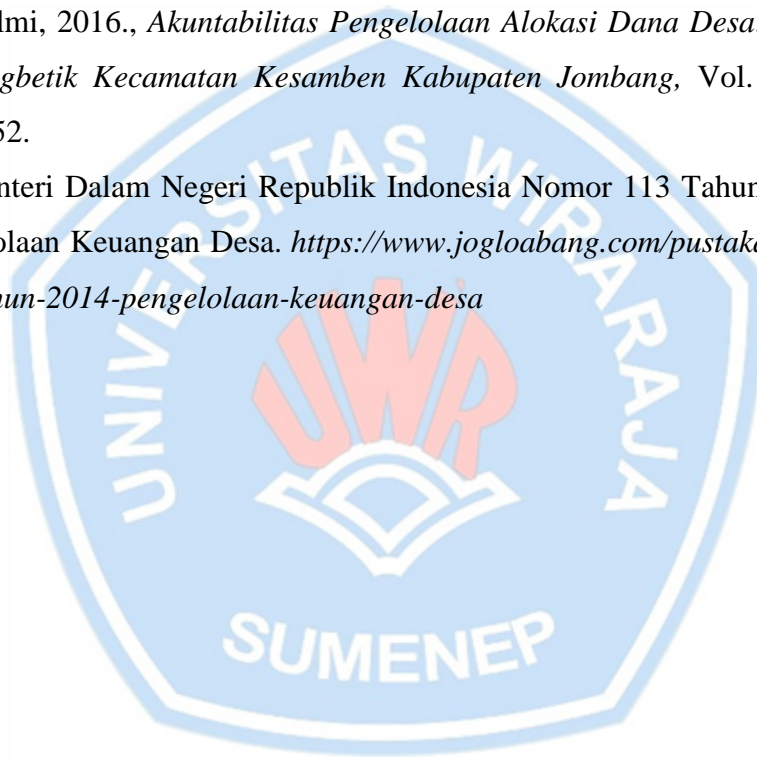 lmi, 2016., Akuntabilitas Pengelolaan Alokasi Dana Desa.
gbetik Kecamatan Kesamben Kabupaten Jombang, Vol.
52.
nteri Dalam Negeri Republik Indonesia Nomor 113 Tahun
olaan Keuangan Desa. https://www.jogloabang.com/pustaka
un-2014-pengelolaan-keuangan-desa
UNIVERSITAS WIRARAJA
UWR
SUMENEP